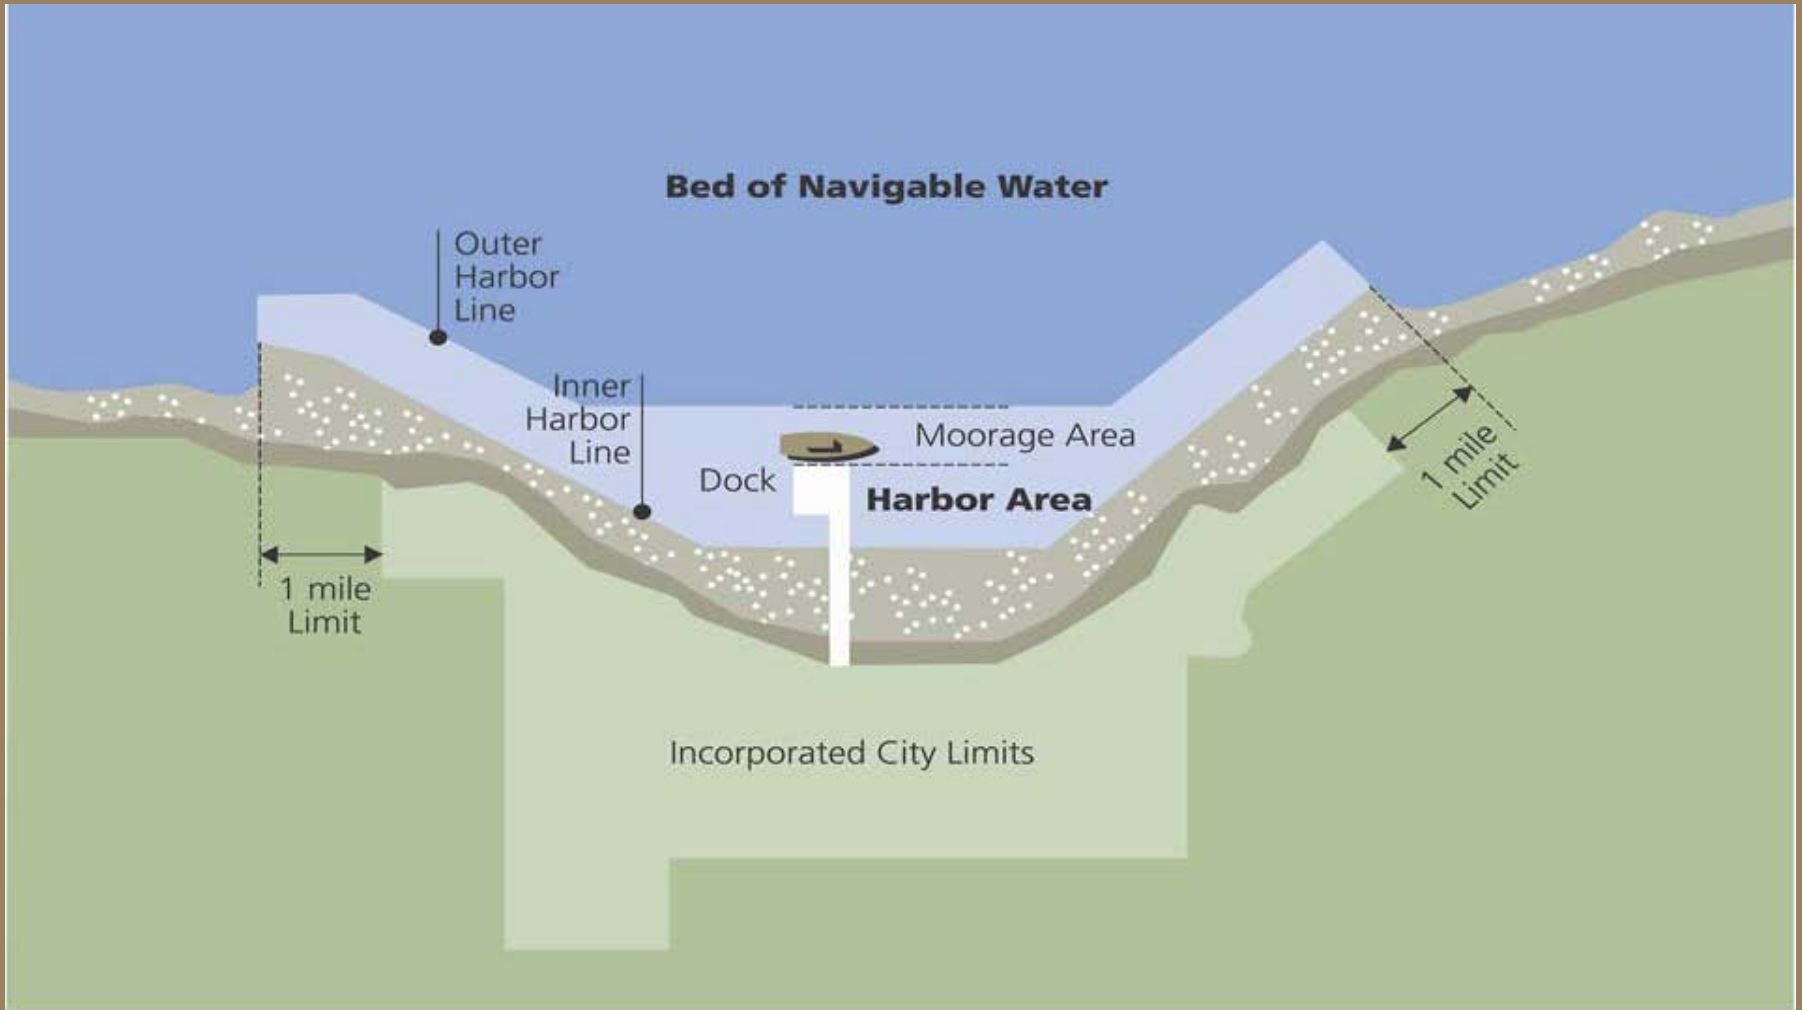 Bed of Navigable Water
Outer
Harbor
Line
Inner
Harbor
Line
Moorage Area
Dock
Harbor Area
1 mile
Limit
1 mile
Limit
Incorporated City Limits